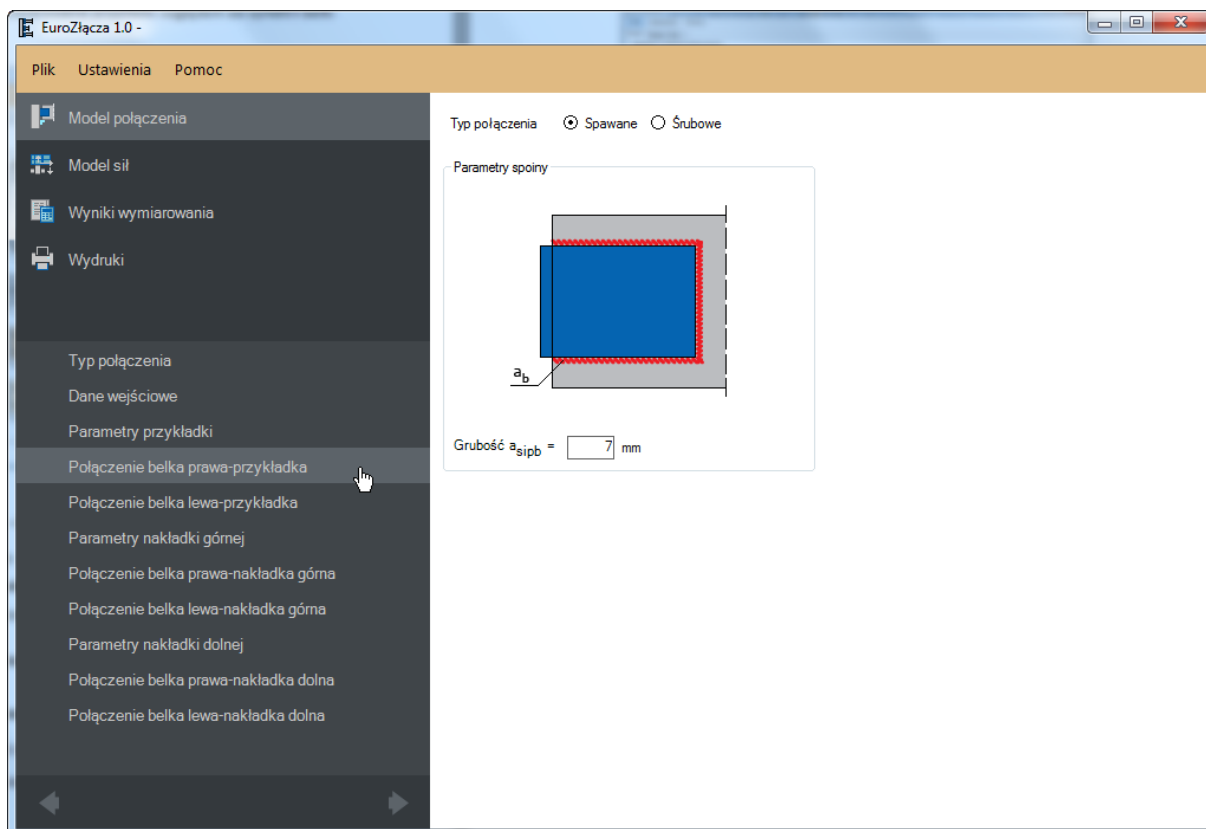 EuroZłącza 1.0 -
Plik Ustawienia Pomoc
Model połączenia
Model sił
Wyniki wymiarowania
Wydruki
Typ połączenia
Dane wejściowe
Parametry przykładki
Połączenie belka prawa-przykładka
Połączenie belka lewa-przykładka
Parametry nakładki górnej
Połączenie belka prawa-nakładka górna
Połączenie belka lewa-nakładka górna
Parametry nakładki dolnej
Połączenie belka prawa-nakładka dolna
Połączenie belka lewa-nakładka dolna
Typ połączenia Spawane Śrubowe
Parametry spoiny
ab
Grubość asipb = 7 mm